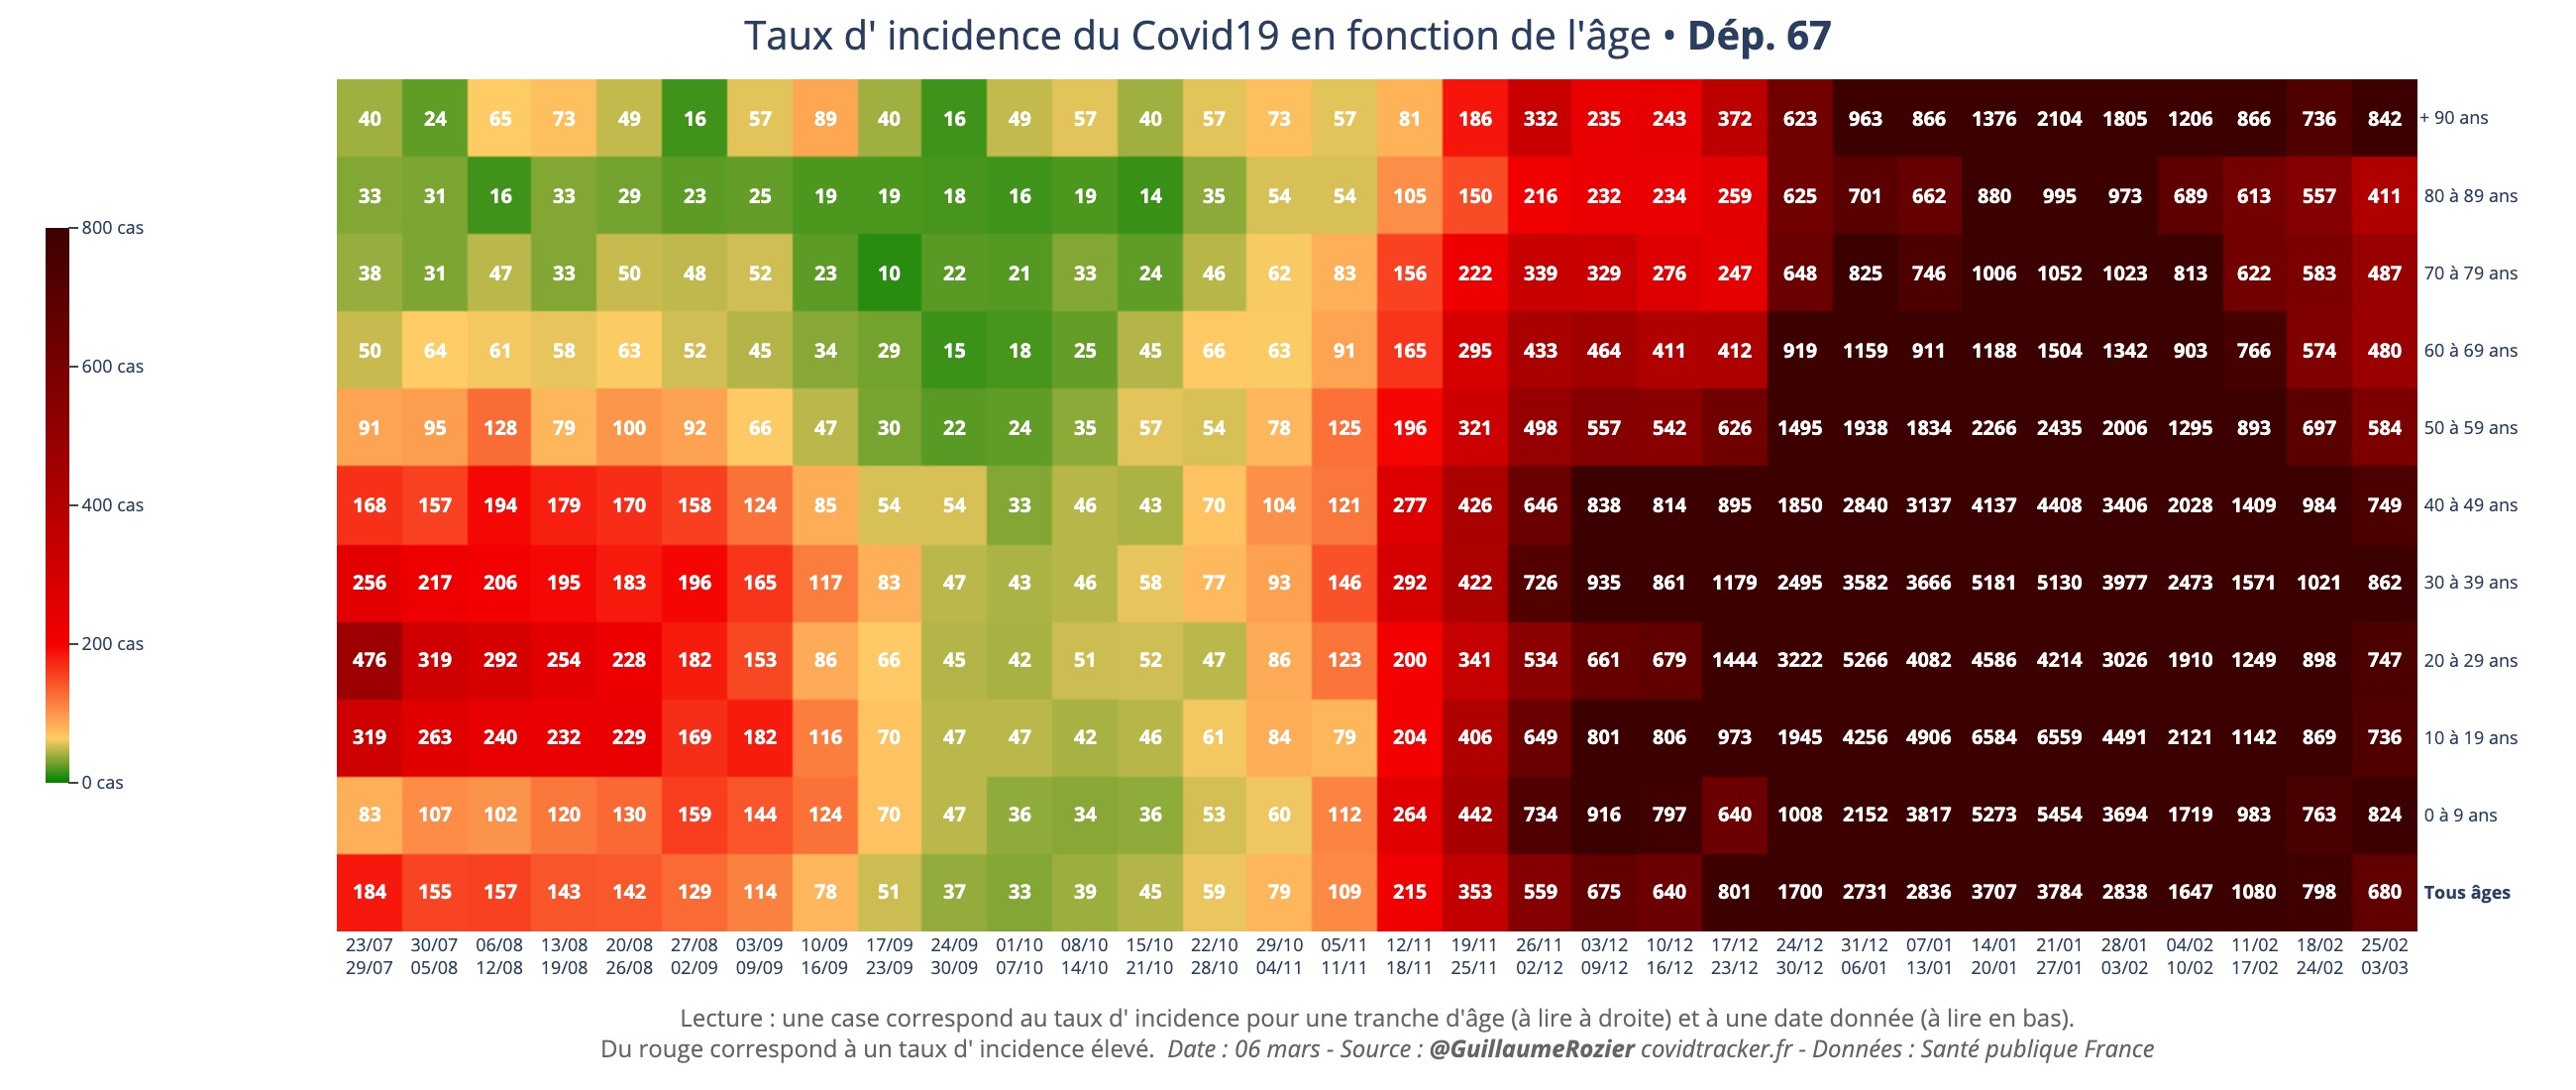 Taux d' incidence du Covid19 en fonction de l'âge • Dép. 67
40 24 65 73 49 16 57 89 40 16 49 57 40 57 73 57 81 186 332 235 243 372 623 963 866 1376 2104 1805 1206 866 736 842 + 90 ans
33 31 16 33 29 23 25 19 19 18 16 19 14 35 54 54 105 150 216 232 234 259 625 701 662 880 995 973 689 613 557 411 80 à 89 ans
38 31 47 33 50 48 52 23 10 22 21 33 24 46 62 83 156 222 339 329 276 247 648 825 746 1006 1052 1023 813 622 583 487 70 à 79 ans
50 64 61 58 63 52 45 34 29 15 18 25 45 66 63 91 165 295 433 464 411 412 919 1159 911 1188 1504 1342 903 766 574 480 60 à 69 ans
91 95 128 79 100 92 66 47 30 22 24 35 57 54 78 125 196 321 498 557 542 626 1495 1938 1834 2266 2435 2006 1295 893 697 584 50 à 59 ans
168 157 194 179 170 158 124 85 54 54 33 46 43 70 104 121 277 426 646 838 814 895 1850 2840 3137 4137 4408 3406 2028 1409 984 749 40 à 49 ans
256 217 206 195 183 196 165 117 83 47 43 46 58 77 93 146 292 422 726 935 861 1179 2495 3582 3666 5181 5130 3977 2473 1571 1021 862 30 à 39 ans
476 319 292 254 228 182 153 86 66 45 42 51 52 47 86 123 200 341 534 661 679 1444 3222 5266 4082 4586 4214 3026 1910 1249 898 747 20 à 29 ans
319 263 240 232 229 169 182 116 70 47 47 42 46 61 84 79 204 406 649 801 806 973 1945 4256 4906 6584 6559 4491 2121 1142 869 736 10 à 19 ans
83 107 102 120 130 159 144 124 70 47 36 34 36 53 60 112 264 442 734 916 797 640 1008 2152 3817 5273 5454 3694 1719 983 763 824 0 à 9 ans
184 155 157 143 142 129 114 78 51 37 33 39 45 59 79 109 215 353 559 675 640 801 1700 2731 2836 3707 3784 2838 1647 1080 798 680 Tous âges
800 cas
600 cas
400 cas
200 cas
0 cas
23/07 30/07 06/08 13/08 20/08 27/08 03/09 10/09 17/09 24/09 01/10 08/10 15/10 22/10 29/10 05/11 12/11 19/11 26/11 03/12 10/12 17/12 24/12 31/12 07/01 14/01 21/01 28/01 04/02 11/02 18/02 25/02
29/07 05/08 12/08 19/08 26/08 02/09 09/09 16/09 23/09 30/09 07/10 14/10 21/10 28/10 04/11 11/11 18/11 25/11 02/12 09/12 16/12 23/12 30/12 06/01 13/01 20/01 27/01 03/02 10/02 17/02 24/02 03/03
Lecture : une case correspond au taux d' incidence pour une tranche d'âge (à lire à droite) et à une date donnée (à lire en bas).
Du rouge correspond à un taux d' incidence élevé. Date : 06 mars - Source : @GuillaumeRozier covidtracker.fr - Données : Santé publique France